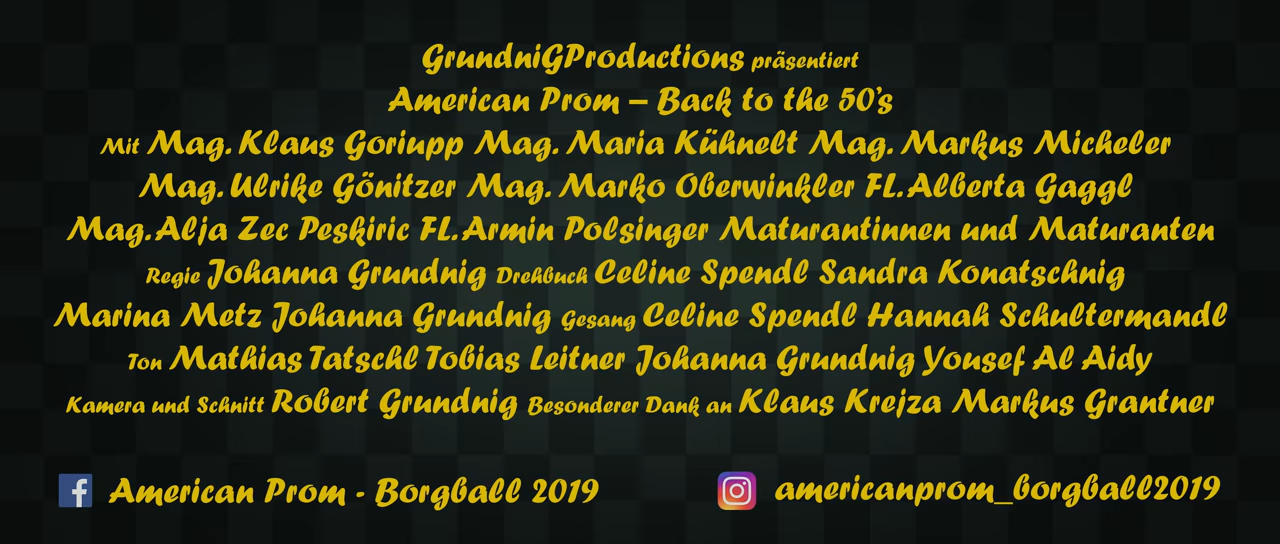 GrundniGProductions präsentiert
American Prom – Back to the 50's
Mit Mag. Klaus Goriupp Mag. Maria Kühnelt Mag. Markus Micheler
Mag. Ulrike Gönitzer Mag. Marko Oberwinkler FL. Alberta Gaggl
Mag. Alja Zec Peskiric FL. Armin Polsinger Maturantinnen und Maturanten
Regie Johanna Grundnig Drehbuch Celine Spendl Sandra Konatschnig
Marina Metz Johanna Grundnig Gesang Celine Spendl Hannah Schultermandl
Ton Mathias Tatschl Tobias Leitner Johanna Grundnig Yousef Al Aidy
Kamera und Schnitt Robert Grundnig Besonderer Dank an Klaus Krejza Markus Grantner
American Prom - Borgball 2019
americanprom_borgball2019